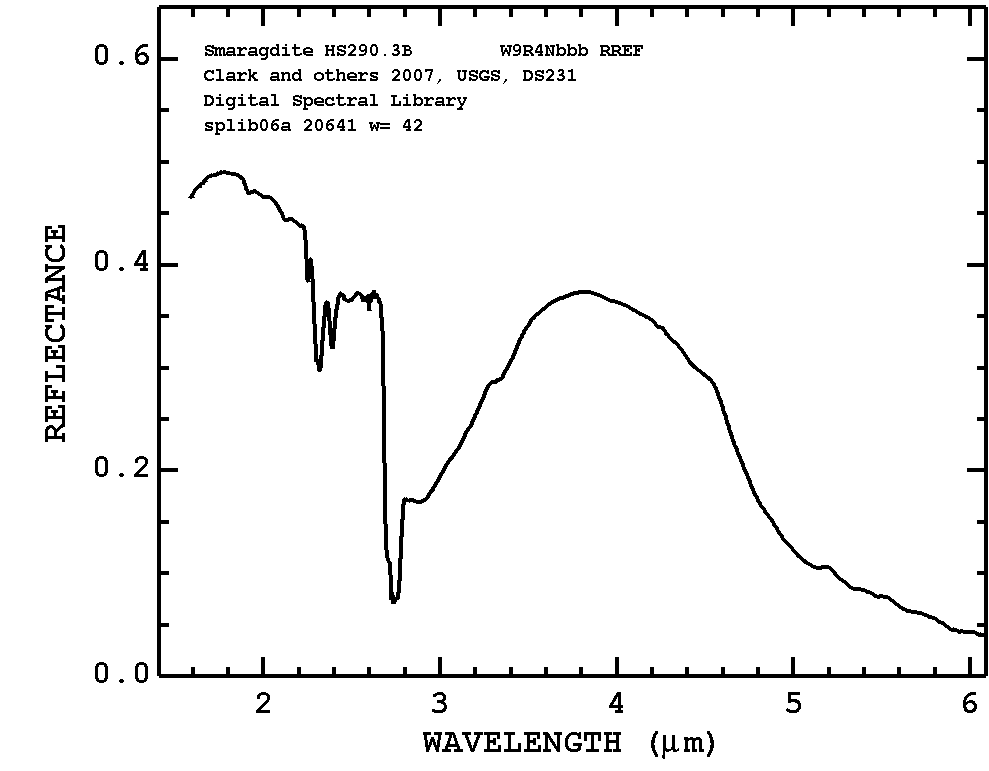 Smaragdite HS290.3B W9R4Nbbb RREF
Clark and others 2007, USGS, DS231
Digital Spectral Library
splib06a 20641 w= 42
0.6
0.4
0.2
0.0
REFLECTANCE
2 3 4 5 6
WAVELENGTH (μm)